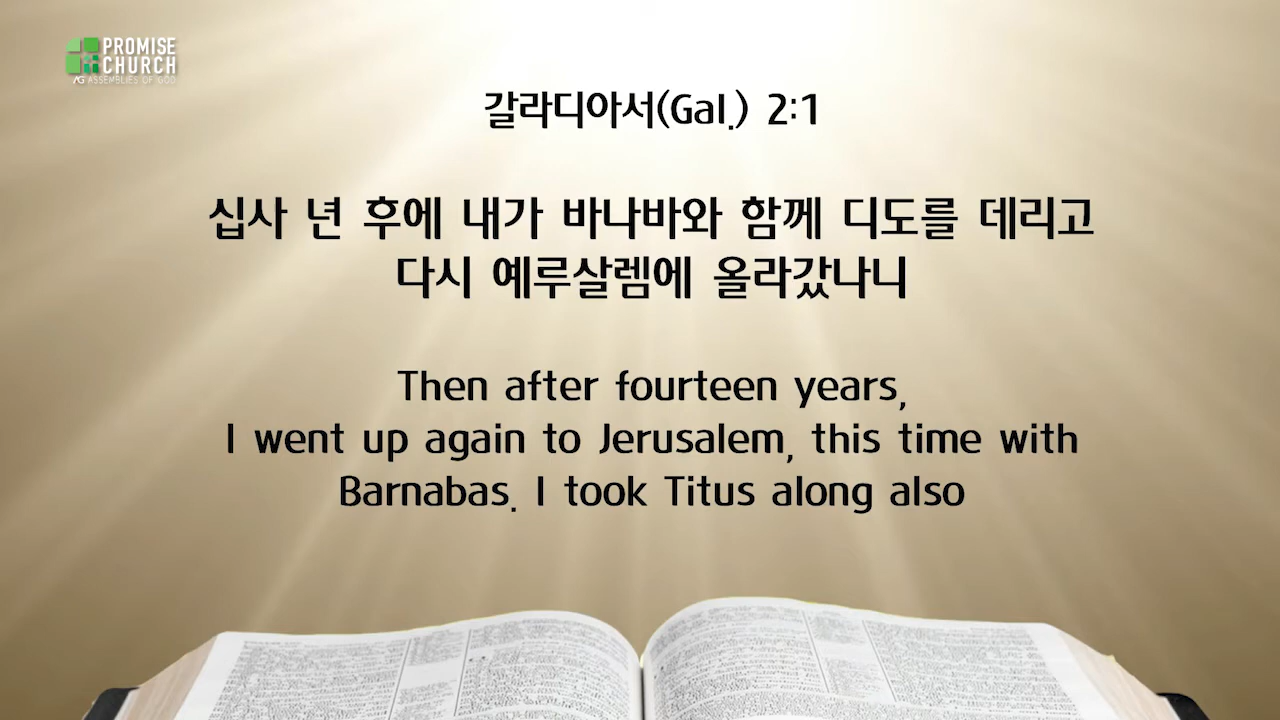 PROMISE
CHURCH
AG ASSEMBLIES OF GOD
갈라디아서(Gal.) 2:1
십사 년 후에 내가 바나바와 함께 디도를 데리고
다시 예루살렘에 올라갔나니
Then after fourteen years,
I went up again to Jerusalem, this time with
Barnabas. I took Titus along also